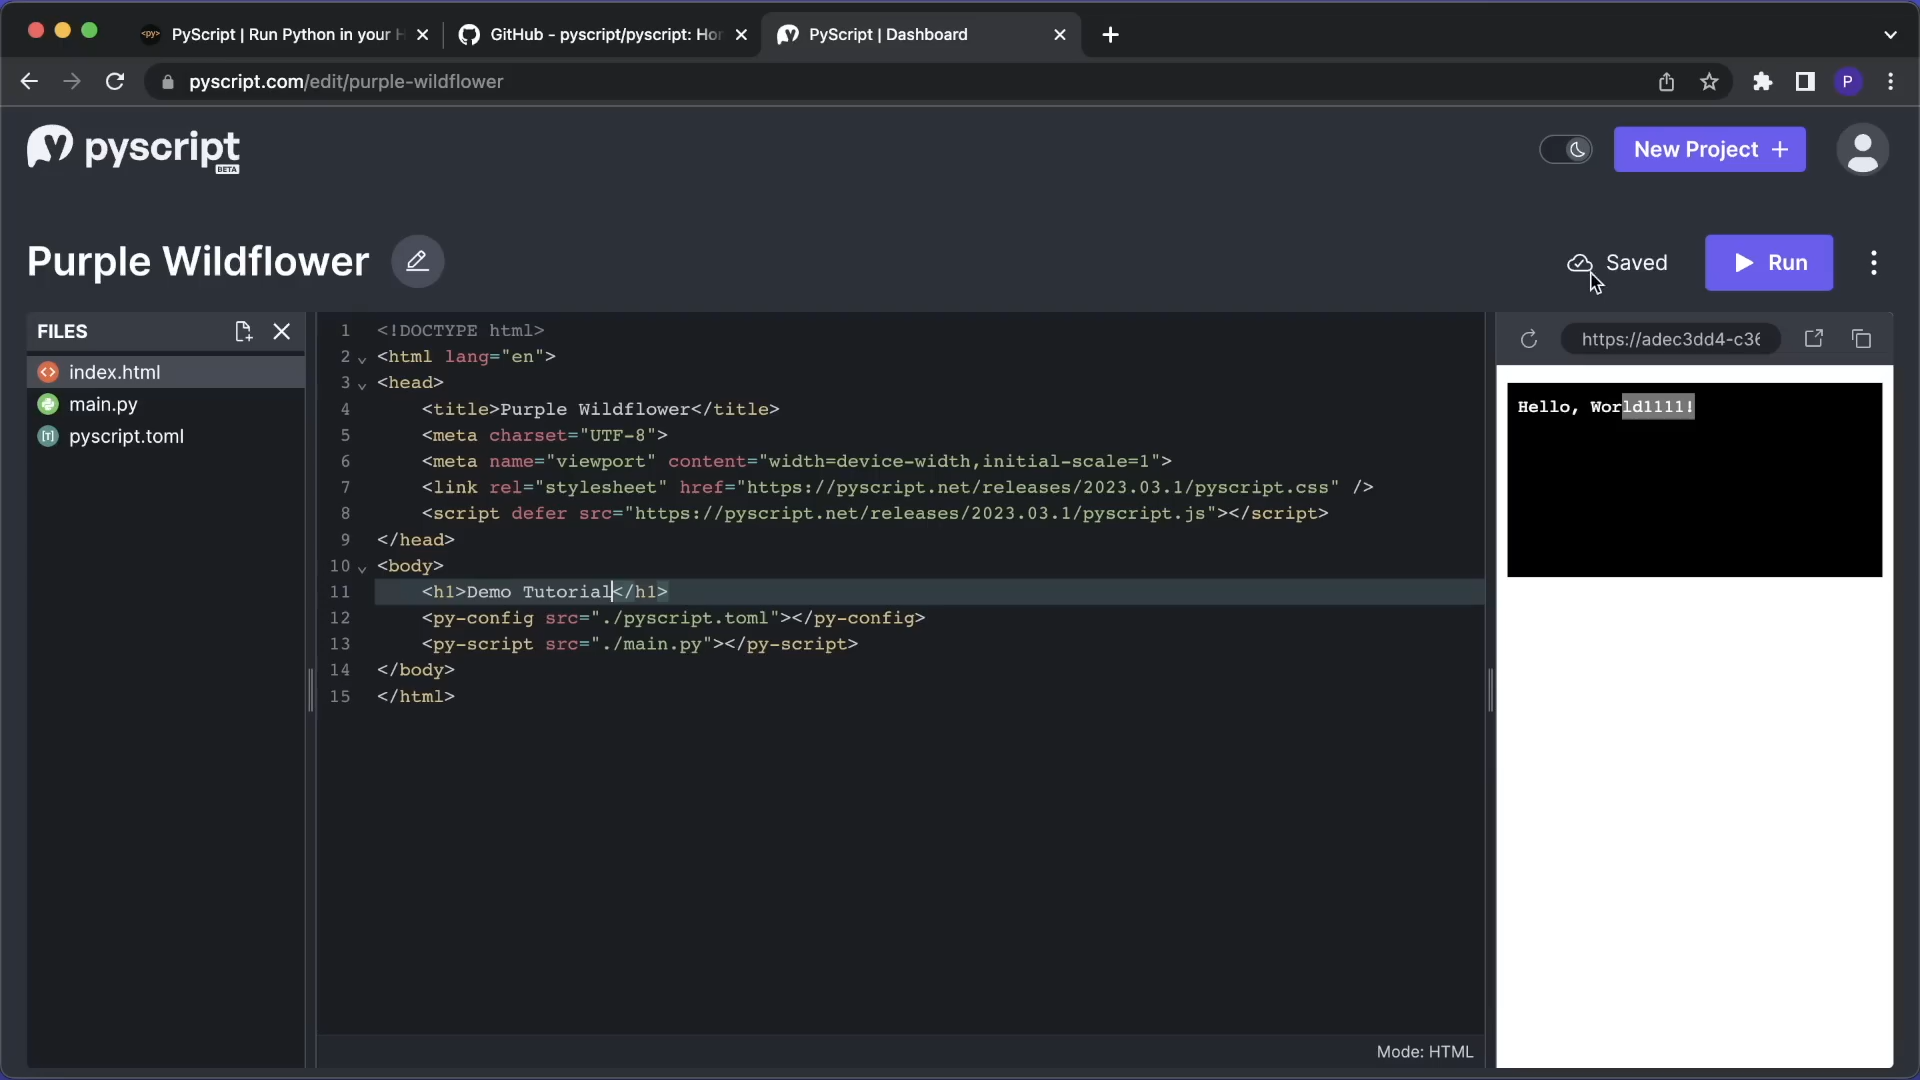 PyScript | Run Python in your H
GitHub - pyscript/pyscript: Hor
PyScript | Dashboard
pyscript.com/edit/purple-wildflower
P
pyscript
BETA
New Project +
Purple Wildflower
Saved
Run
FILES
index.html
main.py
pyscript.toml
https://adec3dd4-c36
1 <!DOCTYPE html>
2 <html lang="en">
3 <head>
4 <title>Purple Wildflower</title>
5 <meta charset="UTF-8">
6 <meta name="viewport" content="width=device-width,initial-scale=1">
7 <link rel="stylesheet" href="https://pyscript.net/releases/2023.03.1/pyscript.css" />
8 <script defer src="https://pyscript.net/releases/2023.03.1/pyscript.js"></script>
9 </head>
10 <body>
11 <h1>Demo Tutorial</h1>
12 <py-config src="./pyscript.toml"></py-config>
13 <py-script src="./main.py"></py-script>
14 </body>
15 </html>
Hello, World1111!
Mode: HTML